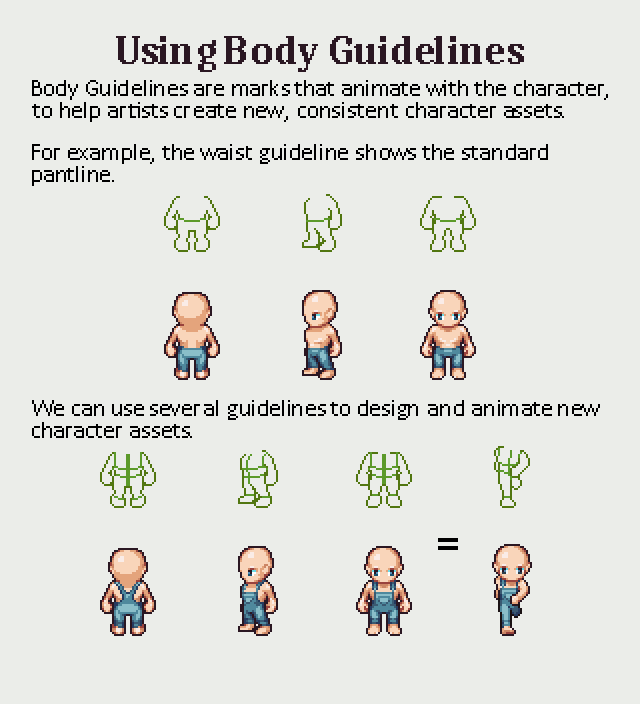 Using Body Guidelines
Body Guidelines are marks that animate with the character,
to help artists create new, consistent character assets.
For example, the waist guideline shows the standard
pantline.
We can use several guidelines to design and animate new
character assets.
=